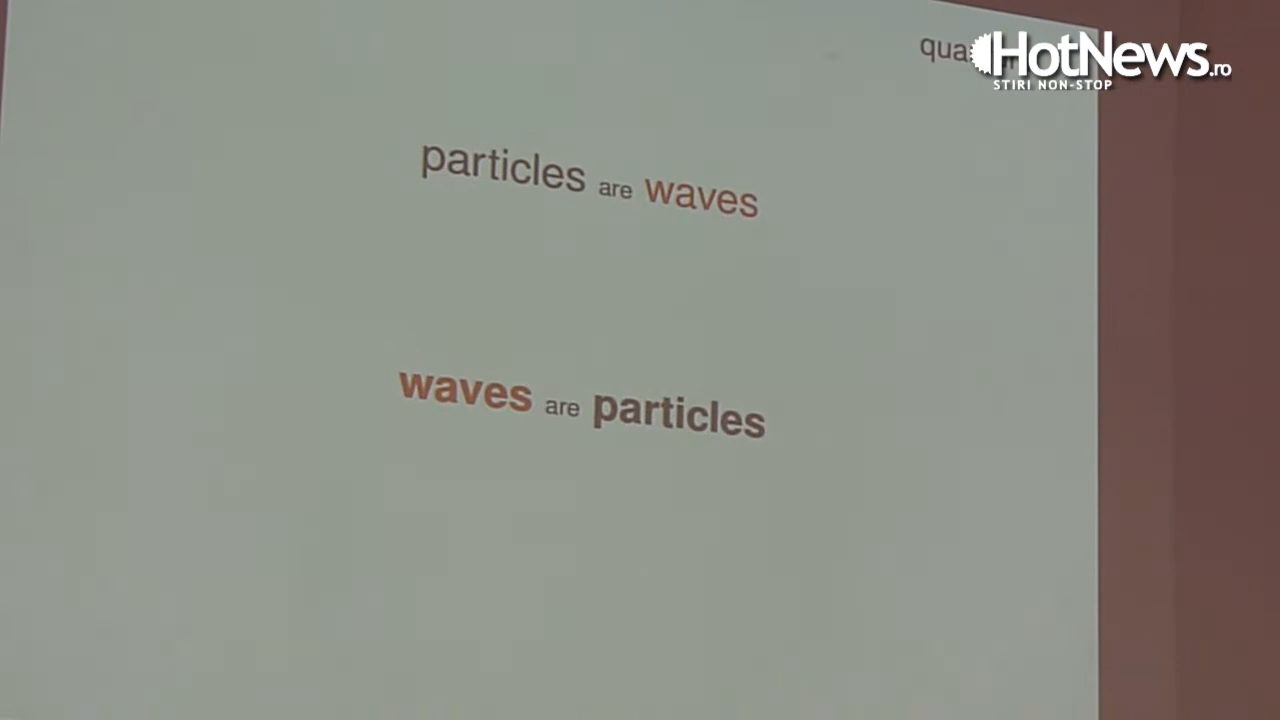 HotNews.ro
STIRI NON-STOP
particles are waves
waves are particles